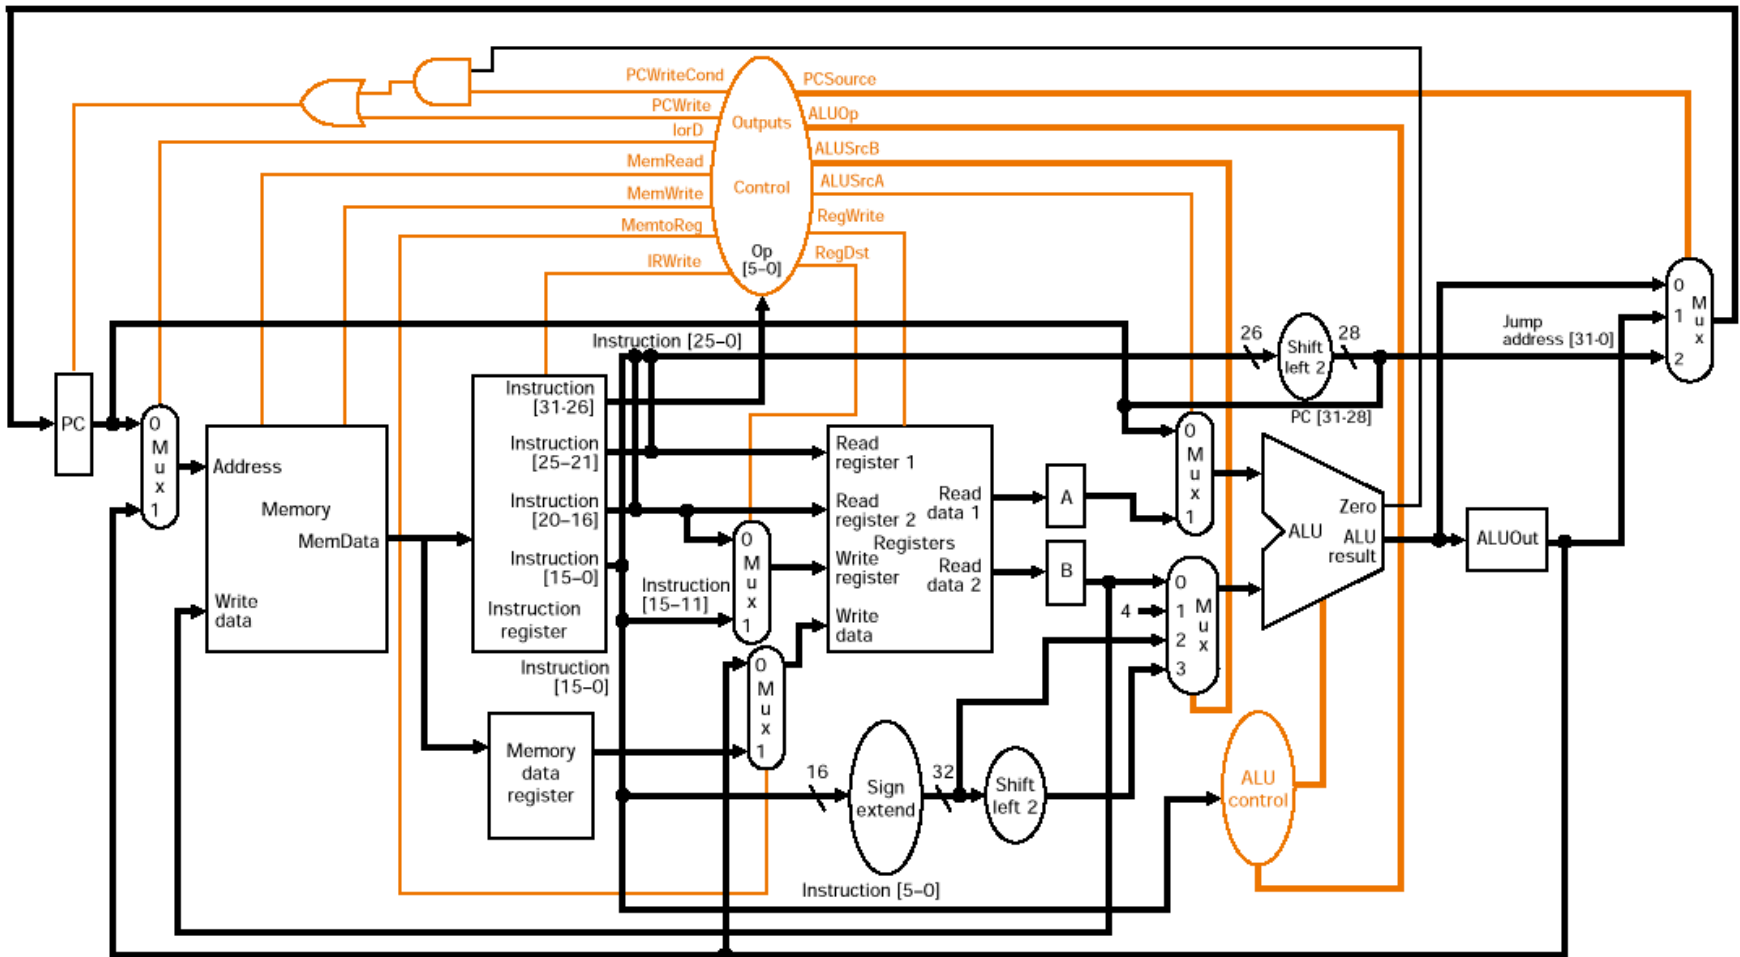 PCWriteCond
PCSource
PCWrite
ALUOp
Outputs
IorD
ALUSrcB
MemRead
Control
ALUSrcA
MemWrite
RegWrite
MemtoReg
Op
[5–0]
RegDst
IRWrite
Instruction [25–0]
26
Shift
left 2
28
Jump
address [31-0]
0
1
2
M
u
x
PC [31-28]
PC
0
M
u
x
1
Address
Memory
MemData
Write
data
Instruction
[31-26]
Instruction
[25–21]
Instruction
[20–16]
Instruction
[15–0]
Instruction
register
Instruction
[15–0]
Instruction
[15–11]
0
M
u
x
1
Read
register 1
Read
register 2
Registers
Write
register
Write
data
Read
data 1
Read
data 2
A
B
0
M
u
x
1
4
0
1
2
3
M
u
x
Zero
ALU
ALU
result
ALUOut
0
M
u
x
1
Memory
data
register
16
Sign
extend
32
Shift
left 2
ALU
control
Instruction [5–0]